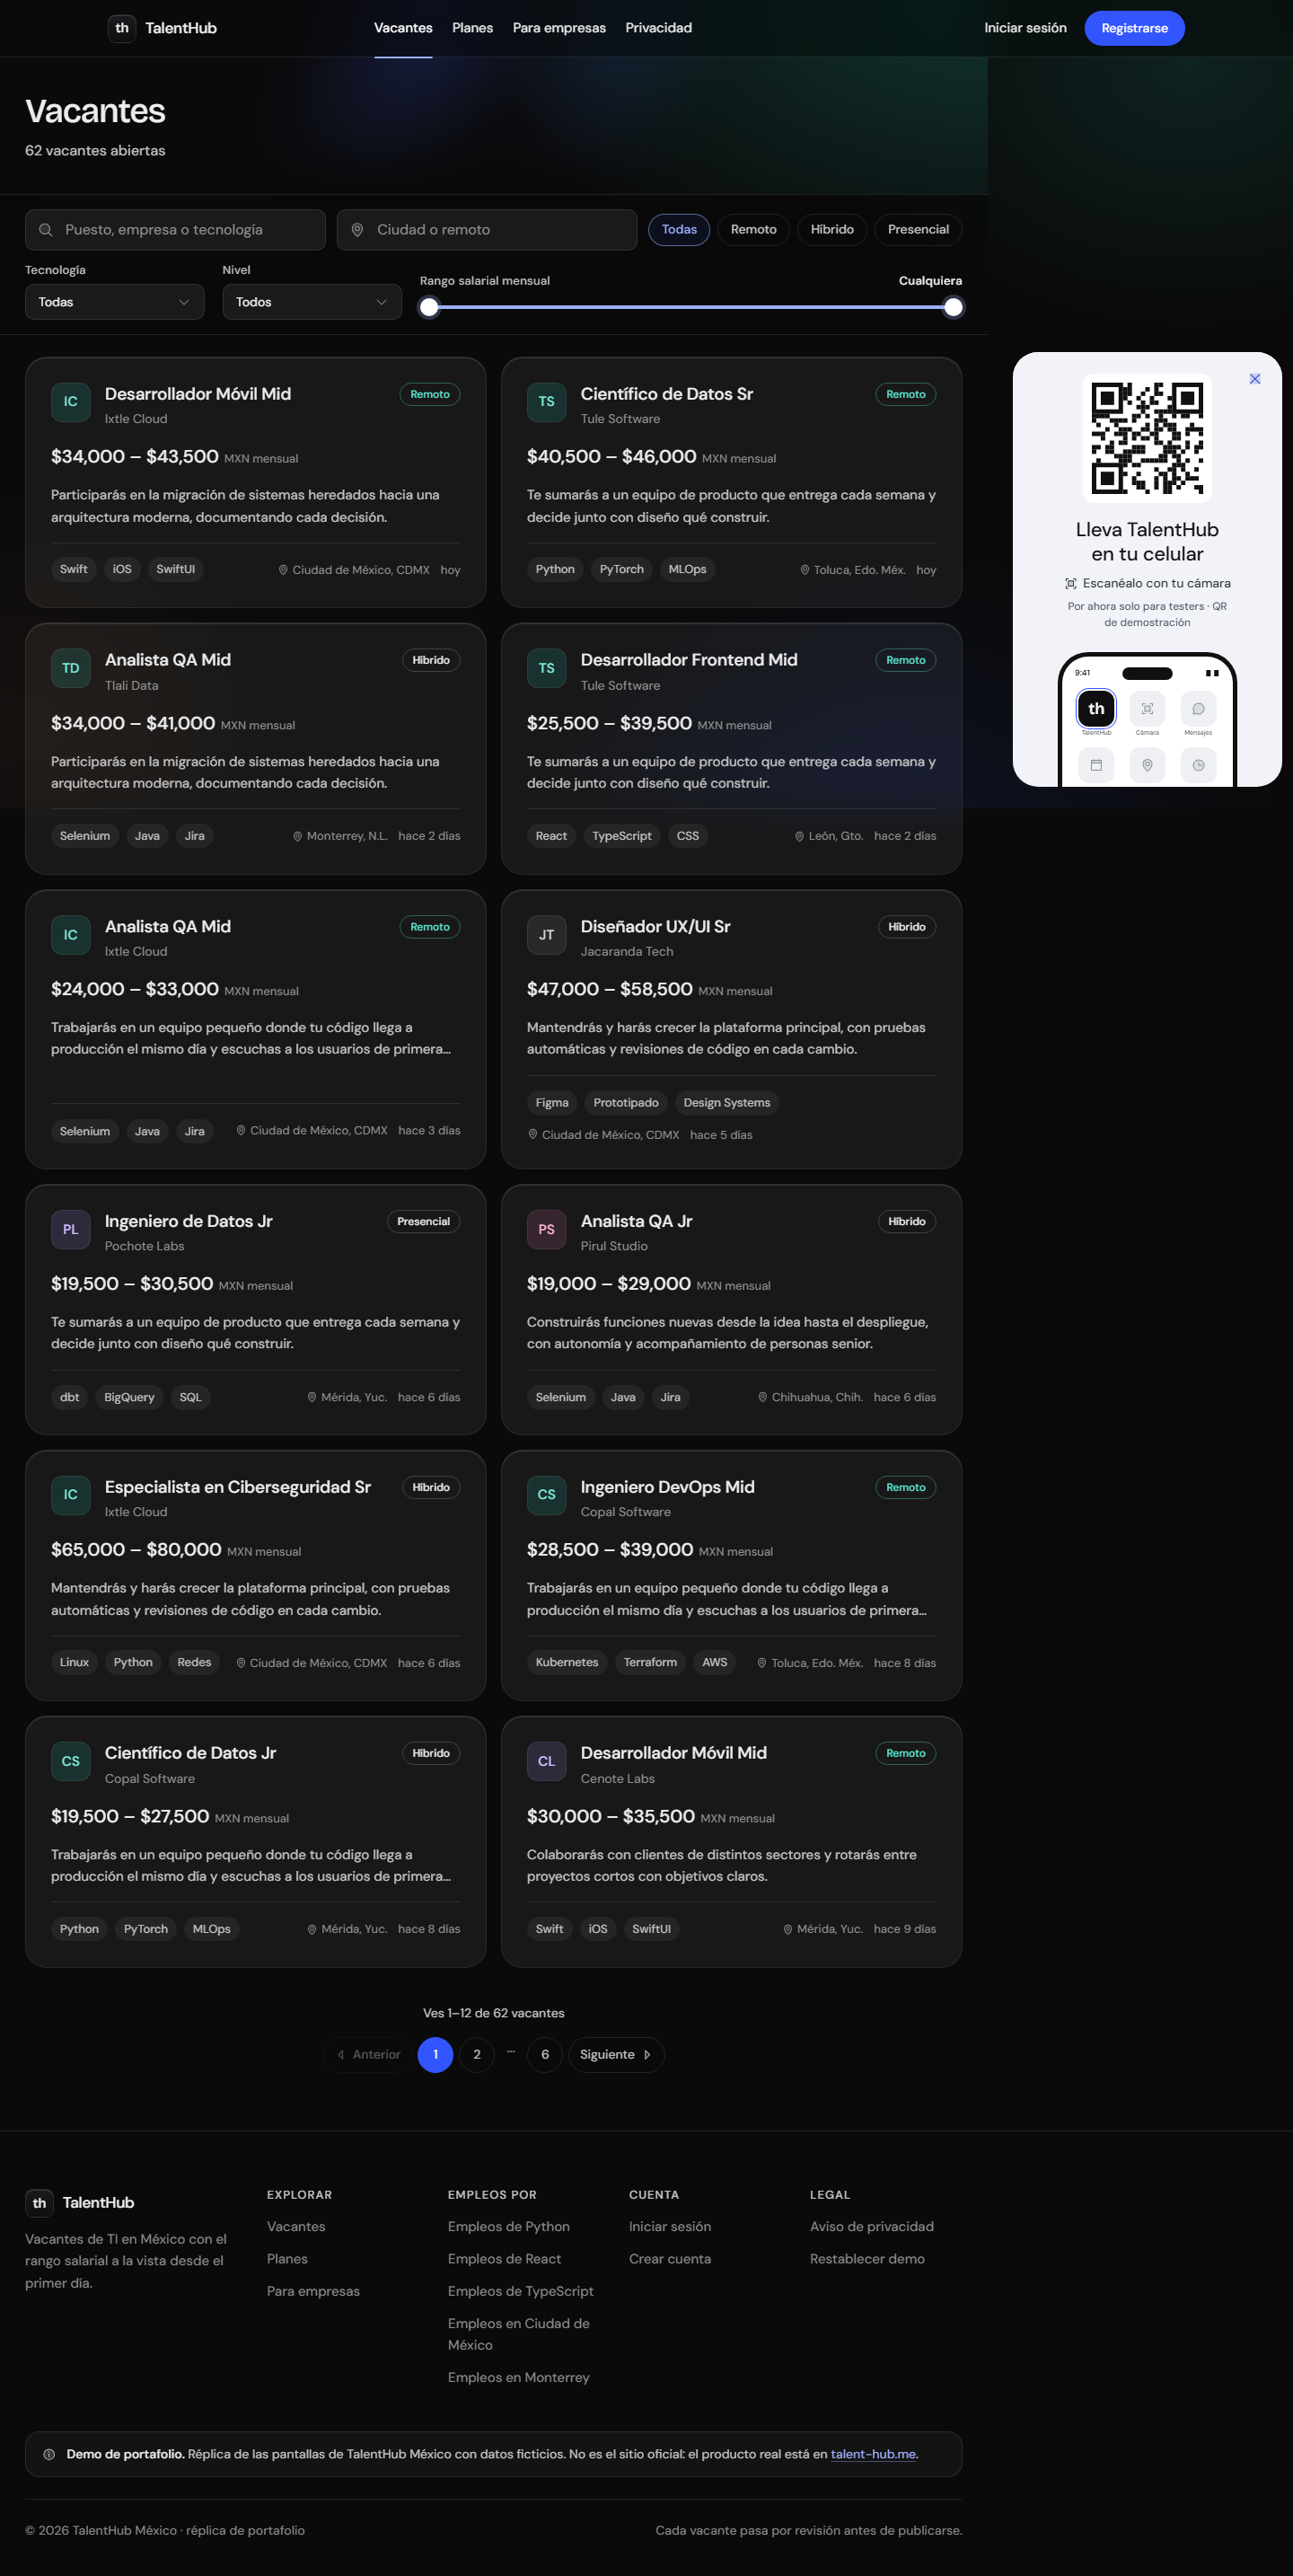 th TalentHub
Vacantes Planes Para empresas Privacidad
Iniciar sesión Registrarse
Vacantes
62 vacantes abiertas
Puesto, empresa o tecnología
Ciudad o remoto
Todas Remoto Híbrido Presencial
Tecnología
Todas
Nivel
Todos
Rango salarial mensual Cualquiera
IC Desarrollador Móvil Mid Remoto
Ixtle Cloud
$34,000 – $43,500 MXN mensual
Participarás en la migración de sistemas heredados hacia una
arquitectura moderna, documentando cada decisión.
Swift iOS SwiftUI Ciudad de México, CDMX hoy
TS Científico de Datos Sr Remoto
Tule Software
$40,500 – $46,000 MXN mensual
Te sumarás a un equipo de producto que entrega cada semana y
decide junto con diseño qué construir.
Python PyTorch MLOps Toluca, Edo. Méx. hoy
TD Analista QA Mid Híbrido
Tlali Data
$34,000 – $41,000 MXN mensual
Participarás en la migración de sistemas heredados hacia una
arquitectura moderna, documentando cada decisión.
Selenium Java Jira Monterrey, N.L. hace 2 días
TS Desarrollador Frontend Mid Remoto
Tule Software
$25,500 – $39,500 MXN mensual
Te sumarás a un equipo de producto que entrega cada semana y
decide junto con diseño qué construir.
React TypeScript CSS León, Gto. hace 2 días
IC Analista QA Mid Remoto
Ixtle Cloud
$24,000 – $33,000 MXN mensual
Trabajarás en un equipo pequeño donde tu código llega a
producción el mismo día y escuchas a los usuarios de primera…
Selenium Java Jira Ciudad de México, CDMX hace 3 días
JT Diseñador UX/UI Sr Híbrido
Jacaranda Tech
$47,000 – $58,500 MXN mensual
Mantendrás y harás crecer la plataforma principal, con pruebas
automáticas y revisiones de código en cada cambio.
Figma Prototipado Design Systems
Ciudad de México, CDMX hace 5 días
PL Ingeniero de Datos Jr Presencial
Pochote Labs
$19,500 – $30,500 MXN mensual
Te sumarás a un equipo de producto que entrega cada semana y
decide junto con diseño qué construir.
dbt BigQuery SQL Mérida, Yuc. hace 6 días
PS Analista QA Jr Híbrido
Pirul Studio
$19,000 – $29,000 MXN mensual
Construirás funciones nuevas desde la idea hasta el despliegue,
con autonomía y acompañamiento de personas senior.
Selenium Java Jira Chihuahua, Chih. hace 6 días
IC Especialista en Ciberseguridad Sr Híbrido
Ixtle Cloud
$65,000 – $80,000 MXN mensual
Mantendrás y harás crecer la plataforma principal, con pruebas
automáticas y revisiones de código en cada cambio.
Linux Python Redes Ciudad de México, CDMX hace 6 días
CS Ingeniero DevOps Mid Remoto
Copal Software
$28,500 – $39,000 MXN mensual
Trabajarás en un equipo pequeño donde tu código llega a
producción el mismo día y escuchas a los usuarios de primera…
Kubernetes Terraform AWS Toluca, Edo. Méx. hace 8 días
CS Científico de Datos Jr Híbrido
Copal Software
$19,500 – $27,500 MXN mensual
Trabajarás en un equipo pequeño donde tu código llega a
producción el mismo día y escuchas a los usuarios de primera…
Python PyTorch MLOps Mérida, Yuc. hace 8 días
CL Desarrollador Móvil Mid Remoto
Cenote Labs
$30,000 – $35,500 MXN mensual
Colaborarás con clientes de distintos sectores y rotarás entre
proyectos cortos con objetivos claros.
Swift iOS SwiftUI Mérida, Yuc. hace 9 días
Lleva TalentHub
en tu celular
Escanéalo con tu cámara
Por ahora solo para testers · QR
de demostración
9:41
th
TalentHub Cámara Mensajes
Ves 1–12 de 62 vacantes
Anterior 1 2 … 6 Siguiente
th TalentHub
Vacantes de TI en México con el
rango salarial a la vista desde el
primer día.
EXPLORAR
Vacantes
Planes
Para empresas
EMPLEOS POR
Empleos de Python
Empleos de React
Empleos de TypeScript
Empleos en Ciudad de
México
Empleos en Monterrey
CUENTA
Iniciar sesión
Crear cuenta
LEGAL
Aviso de privacidad
Restablecer demo
Demo de portafolio. Réplica de las pantallas de TalentHub México con datos ficticios. No es el sitio oficial: el producto real está en talent-hub.me.
© 2026 TalentHub México · réplica de portafolio
Cada vacante pasa por revisión antes de publicarse.